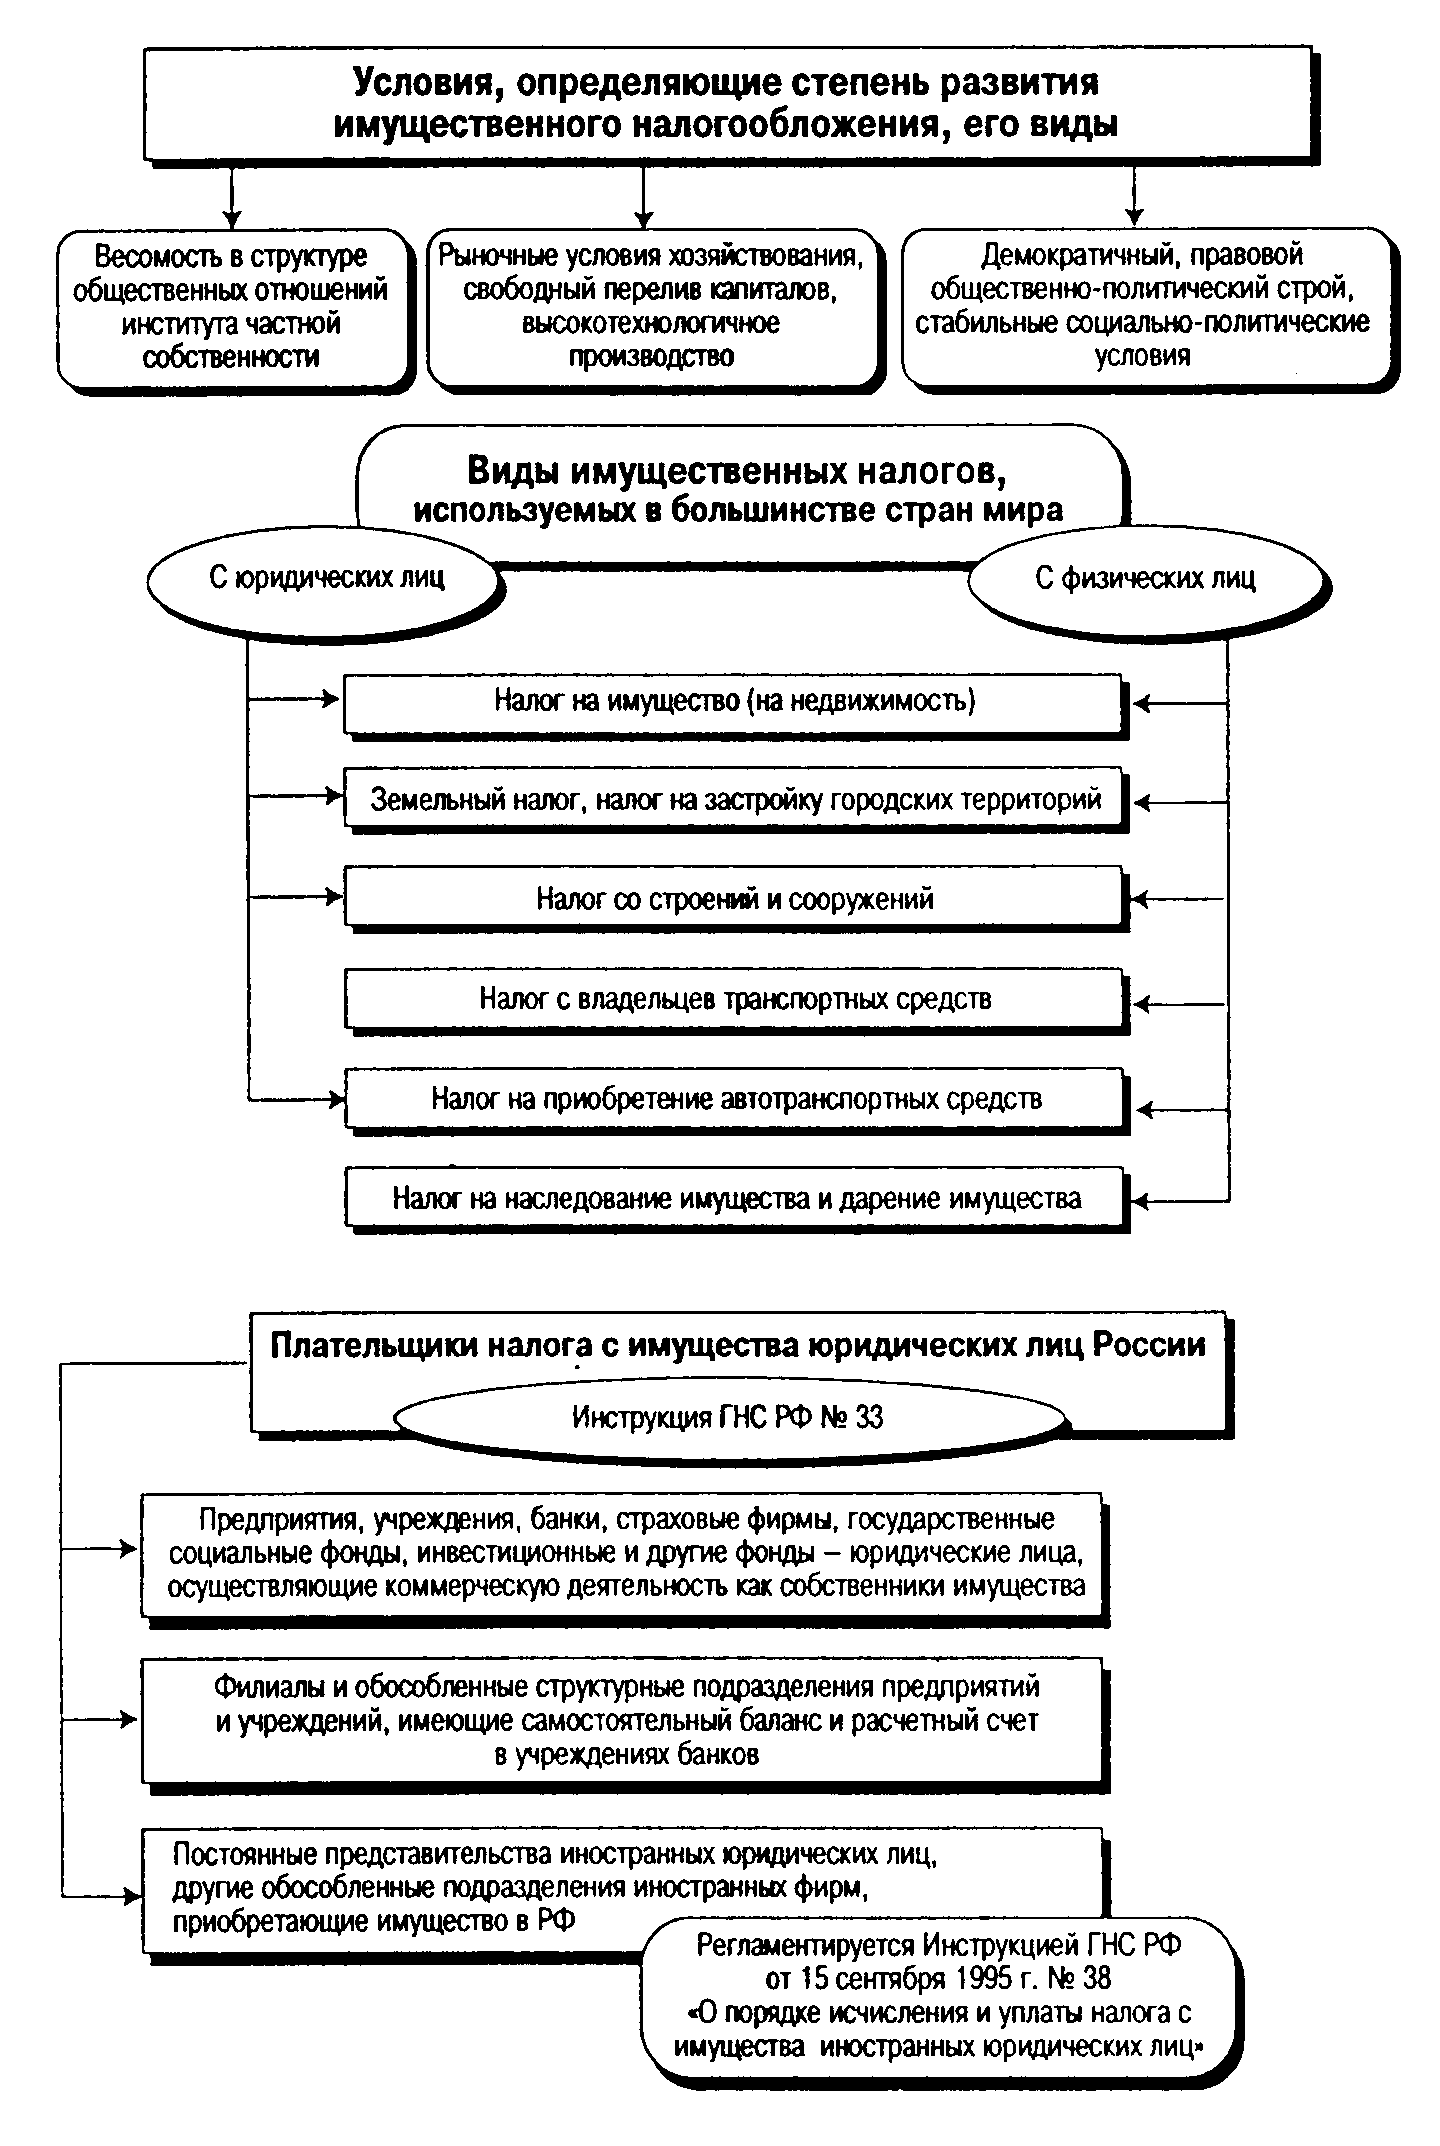 Условия, определяющие степень развития
имущественного налогообложения, его виды
Весомость в структуре
общественных отношений
института частной
собственности
Рыночные условия хозяйствования,
свободный перелив капиталов,
высокотехнологичное
производство
Демократичный, правовой
общественно-политический строй,
стабильные социально-политические
условия
Виды имущественных налогов,
используемых в большинстве стран мира
С юридических лиц
С физических лиц
Налог на имущество (на недвижимость)
Земельный налог, налог на застройку городских территорий
Налог со строений и сооружений
Налог с владельцев транспортных средств
Налог на приобретение автотранспортных средств
Налог на наследование имущества и дарение имущества
Плательщики налога с имущества юридических лиц России
Инструкция ГНС РФ № 33
Предприятия, учреждения, банки, страховые фирмы, государственные
социальные фонды, инвестиционные и другие фонды – юридические лица,
осуществляющие коммерческую деятельность как собственники имущества
Филиалы и обособленные структурные подразделения предприятий
и учреждений, имеющие самостоятельный баланс и расчетный счет
в учреждениях банков
Постоянные представительства иностранных юридических лиц,
другие обособленные подразделения иностранных фирм,
приобретающие имущество в РФ
Регламентируется Инструкцией ГНС РФ
от 15 сентября 1995 г. № 38
«О порядке исчисления и уплаты налога с
имущества иностранных юридических лиц»